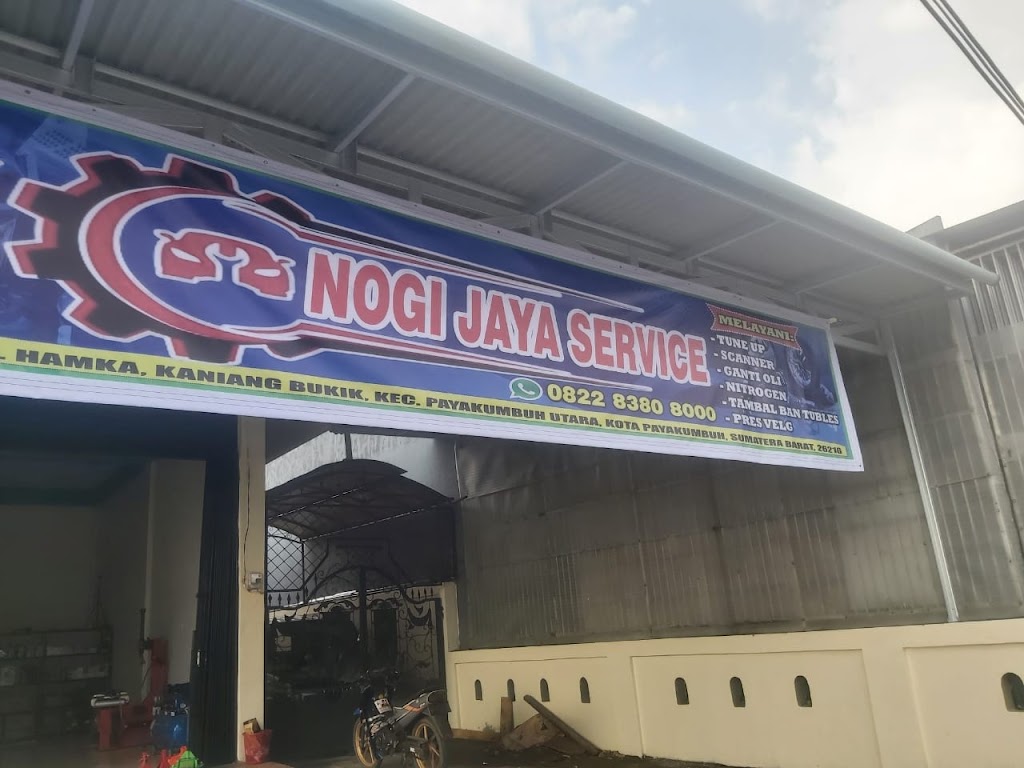 NOGI JAYA SERVICE
0822 8380 8000
HAMKA, KANIANG BUKIK, KEC. PAYAKUMBUH UTARA, KOTA PAYAKUMBUH, SUMATERA BARAT, 26218
MELAYANI:
- TUNE UP
- SCANNER
- GANTI OLI
- NITROGEN
- TAMBAL BAN TUBLES
- PRES VELG